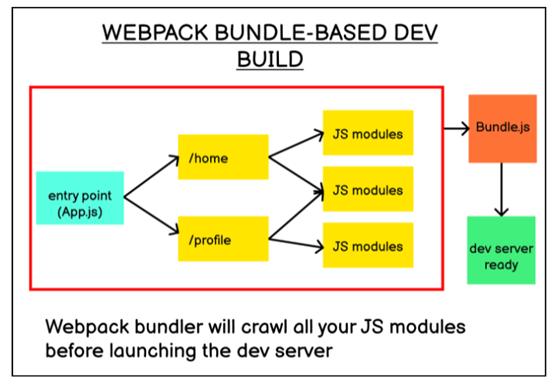 WEBPACK BUNDLE-BASED DEV
BUILD
entry point
(App.js)
/home
/profile
JS modules
JS modules
JS modules
Bundle.js
dev server
ready
Webpack bundler will crawl all your JS modules
before launching the dev server